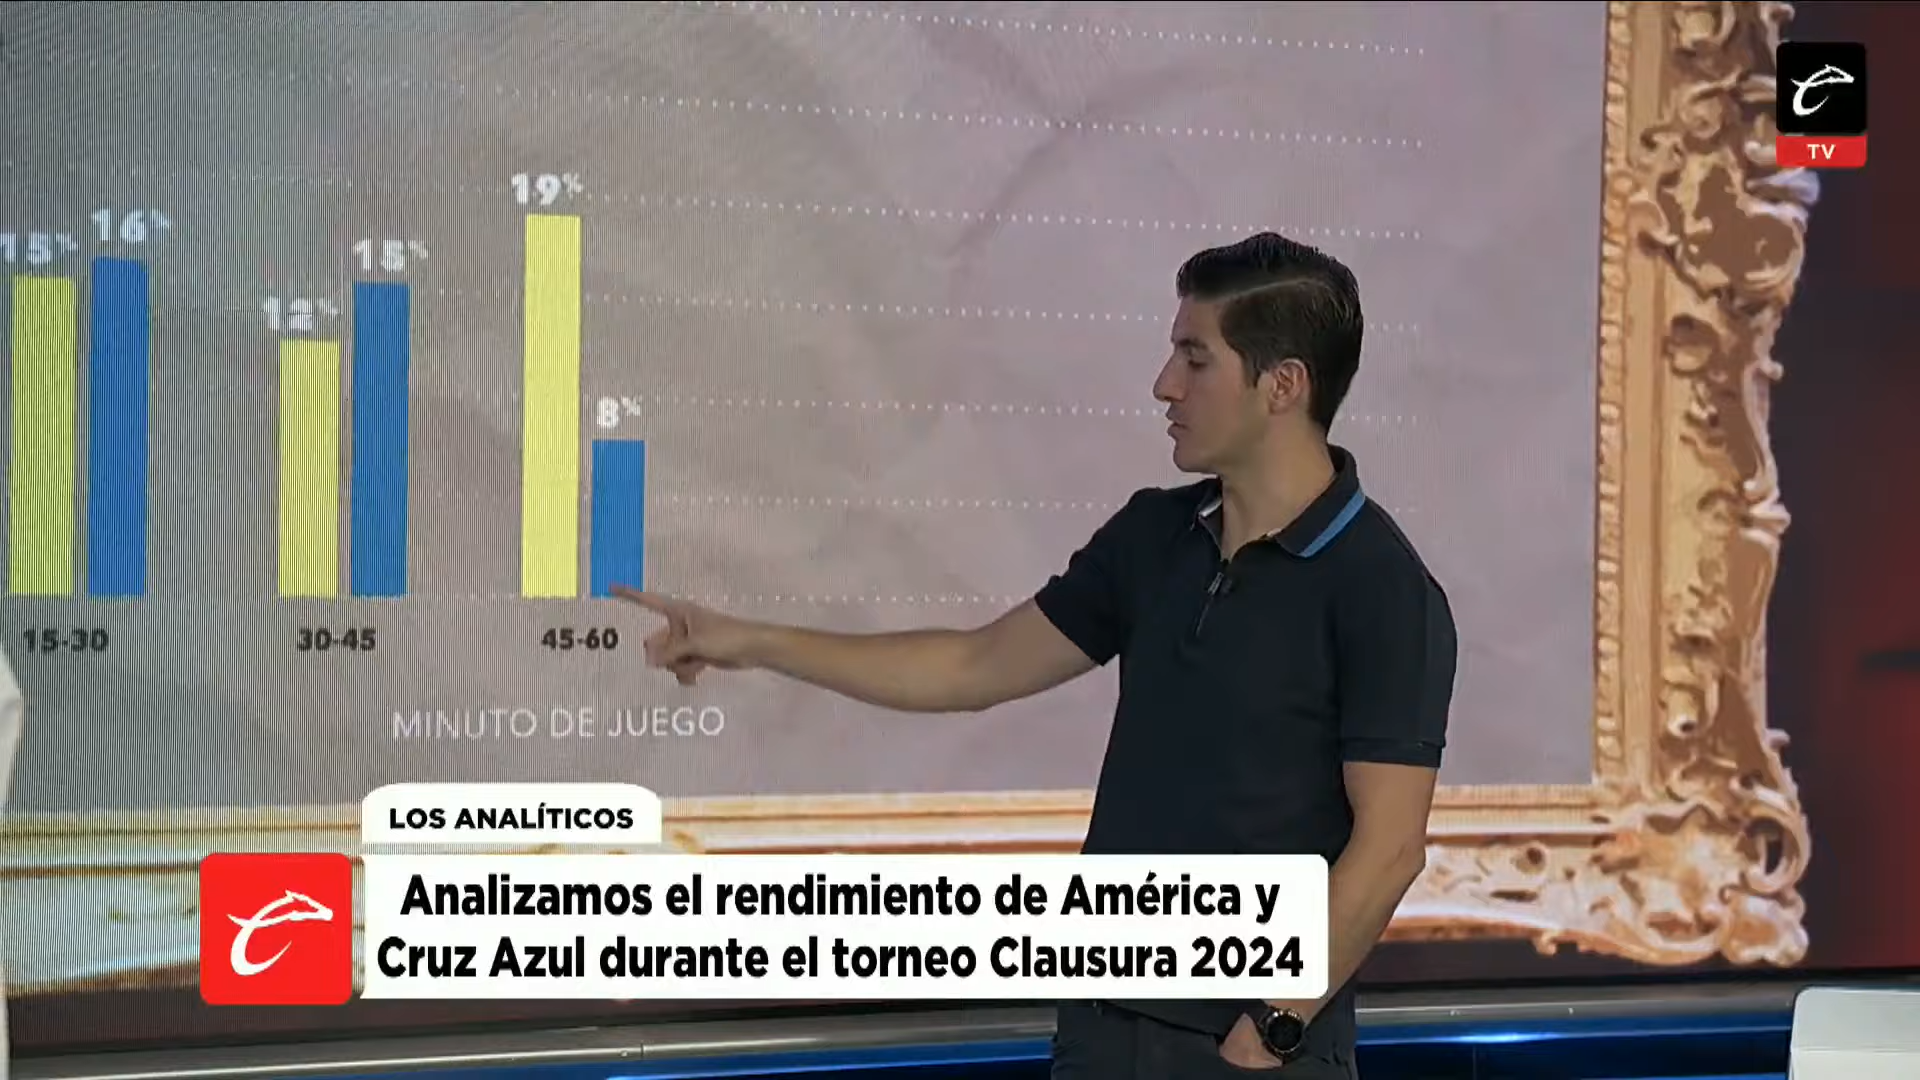 TV
19%
15% 16%
15%
12%
8%
15-30 30-45 45-60
MINUTO DE JUEGO
LOS ANALÍTICOS
Analizamos el rendimiento de América y
Cruz Azul durante el torneo Clausura 2024